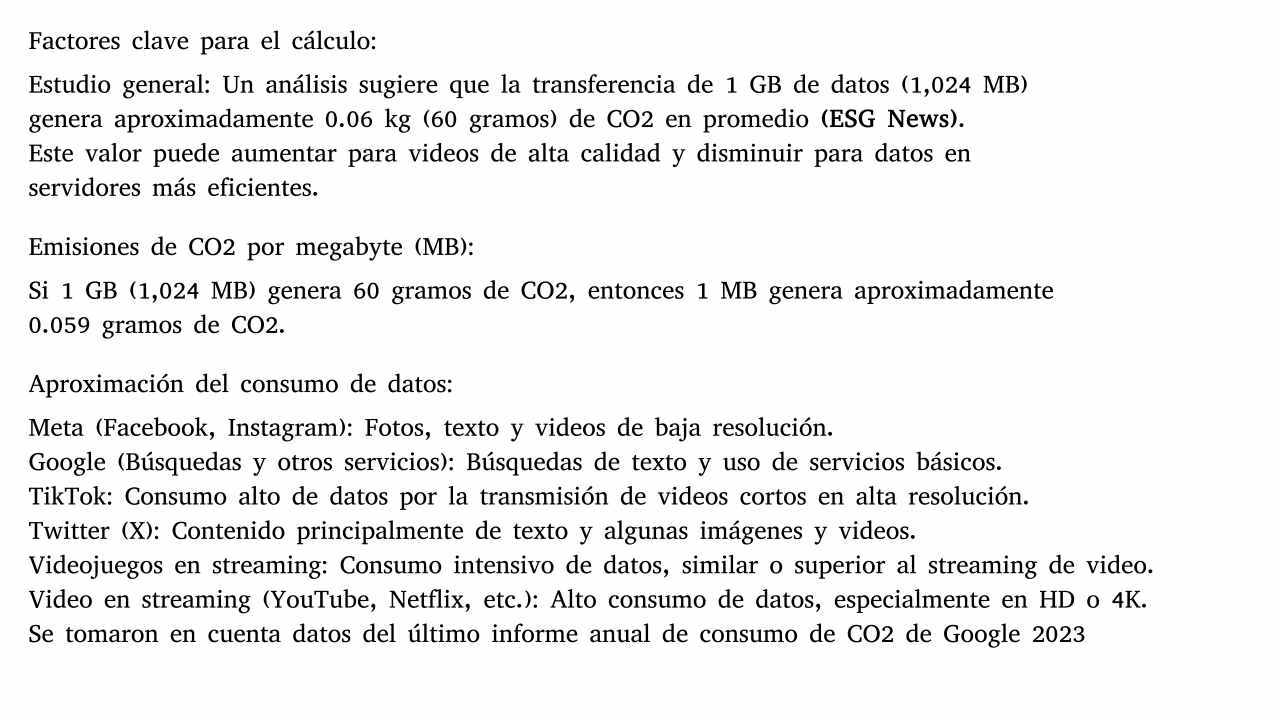 Factores clave para el cálculo:
Estudio general: Un análisis sugiere que la transferencia de 1 GB de datos (1,024 MB)
genera aproximadamente 0.06 kg (60 gramos) de CO2 en promedio (ESG News).
Este valor puede aumentar para videos de alta calidad y disminuir para datos en
servidores más eficientes.
Emisiones de CO2 por megabyte (MB):
Si 1 GB (1,024 MB) genera 60 gramos de CO2, entonces 1 MB genera aproximadamente
0.059 gramos de CO2.
Aproximación del consumo de datos:
Meta (Facebook, Instagram): Fotos, texto y videos de baja resolución.
Google (Búsquedas y otros servicios): Búsquedas de texto y uso de servicios básicos.
TikTok: Consumo alto de datos por la transmisión de videos cortos en alta resolución.
Twitter (X): Contenido principalmente de texto y algunas imágenes y videos.
Videojuegos en streaming: Consumo intensivo de datos, similar o superior al streaming de video.
Video en streaming (YouTube, Netflix, etc.): Alto consumo de datos, especialmente en HD o 4K.
Se tomaron en cuenta datos del último informe anual de consumo de CO2 de Google 2023